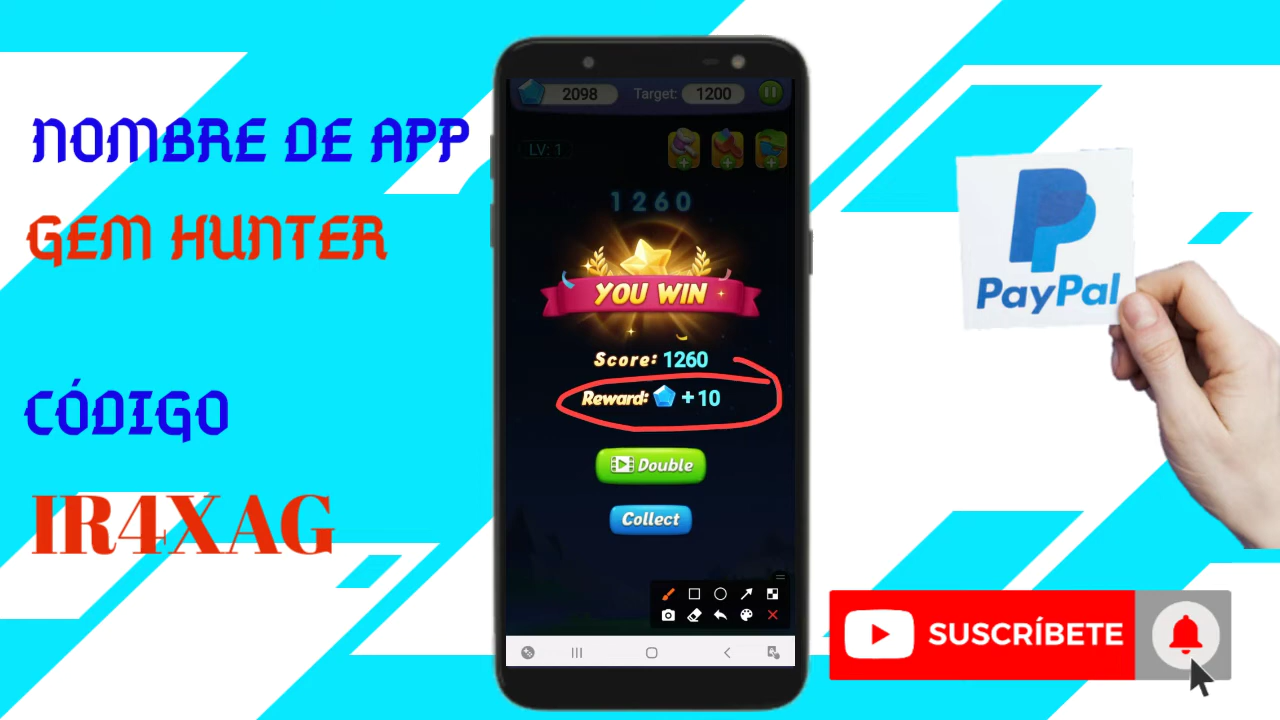 NOMBRE DE APP
GEM HUNTER
CÓDIGO
IR4XAG
2098
Target: 1200
LV: 1
1260
YOU WIN
Score: 1260
Reward: +10
Double
Collect
PayPal
SUSCRÍBETE